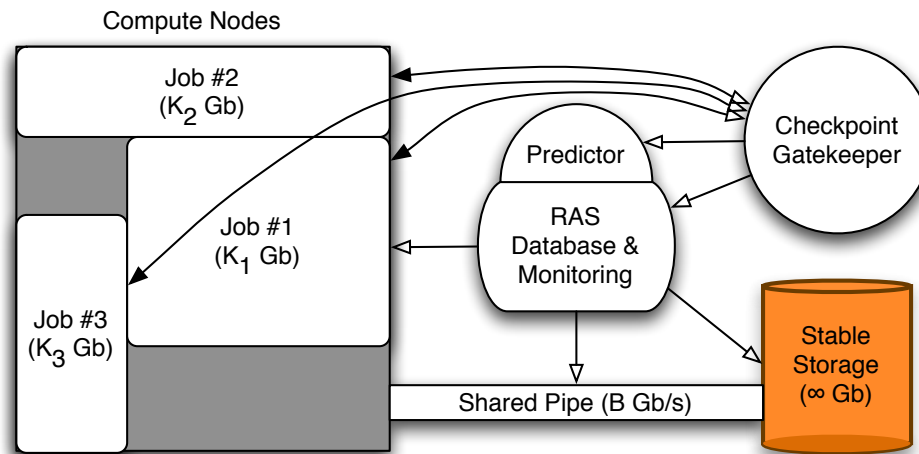 Compute Nodes
Job #2
(K2 Gb)
Job #1
(K1 Gb)
Job #3
(K3 Gb)
Predictor
RAS
Database &
Monitoring
Checkpoint
Gatekeeper
Shared Pipe (B Gb/s)
Stable
Storage
(∞ Gb)